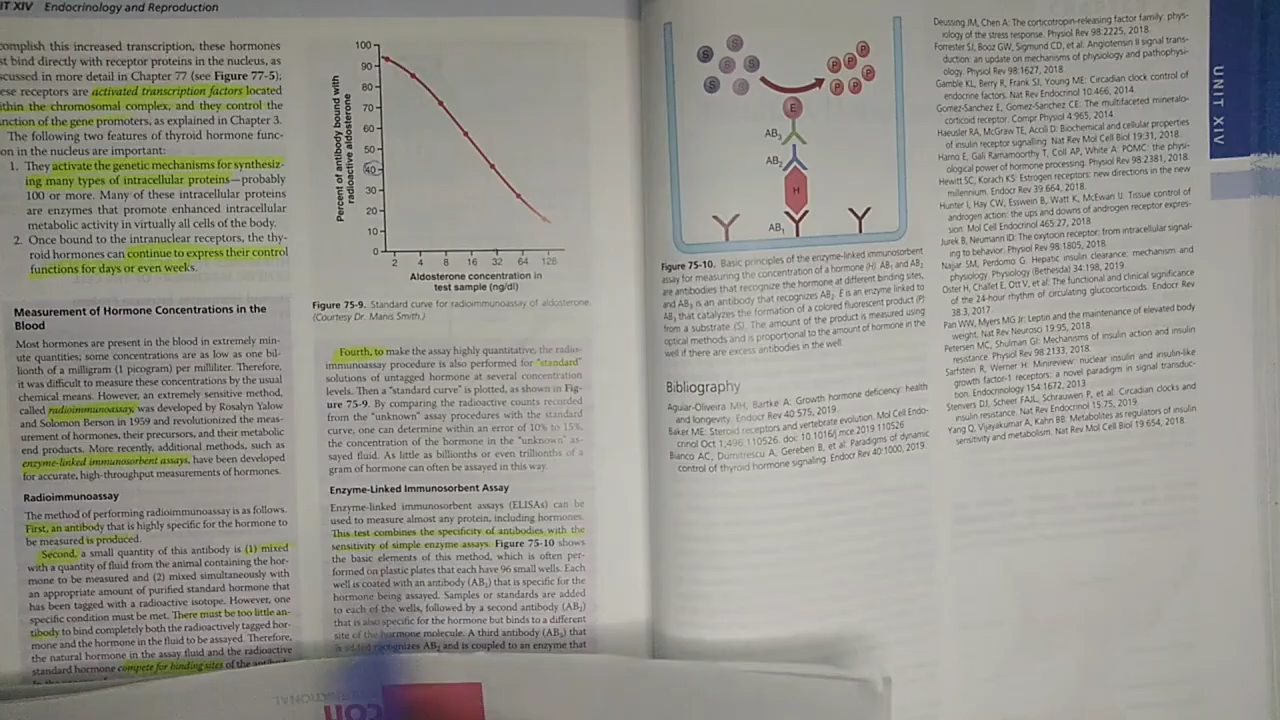 IT XIV Endocrinology and Reproduction
complish this increased transcription, these hormones
st bind directly with receptor proteins in the nucleus, as
scussed in more detail in Chapter 77 (see Figure 77-5);
ese receptors are activated transcription factors located
ithin the chromosomal complex, and they control the
nction of the gene promoters, as explained in Chapter 3.
The following two features of thyroid hormone func-
on in the nucleus are important:
1. They activate the genetic mechanisms for synthesiz-
ing many types of intracellular proteins—probably
100 or more. Many of these intracellular proteins
are enzymes that promote enhanced intracellular
metabolic activity in virtually all cells of the body.
2. Once bound to the intranuclear receptors, the thy-
roid hormones can continue to express their control
functions for days or even weeks.
Measurement of Hormone Concentrations in the
Blood
Most hormones are present in the blood in extremely min-
ute quantities; some concentrations are as low as one bil-
lionth of a milligram (1 picogram) per milliliter. Therefore,
it was difficult to measure these concentrations by the usual
chemical means. However, an extremely sensitive method,
called radioimmunoassay, was developed by Rosalyn Yalow
and Solomon Berson in 1959 and revolutionized the meas-
urement of hormones, their precursors, and their metabolic
end products. More recently, additional methods, such as
enzyme-linked immunosorbent assays, have been developed
for accurate, high-throughput measurements of hormones.
Radioimmunoassay
The method of performing radioimmunoassay is as follows.
First, an antibody that is highly specific for the hormone to
be measured is produced.
Second, a small quantity of this antibody is (1) mixed
with a quantity of fluid from the animal containing the hor-
mone to be measured and (2) mixed simultaneously with
an appropriate amount of purified standard hormone that
has been tagged with a radioactive isotope. However, one
specific condition must be met. There must be too little an-
tibody to bind completely both the radioactively tagged hor-
mone and the hormone in the fluid to be assayed. Therefore,
the natural hormone in the assay fluid and the radioactive
standard hormone compete for binding sites of the
Percent of antibody bound with
radioactive aldosterone
100
90
80
70
60
50
40
30
20
10
0
2 4 8 16 32 64 128
Aldosterone concentration in
test sample (ng/dl)
Figure 75-9. Standard curve for radioimmunoassay of aldosterone.
(Courtesy Dr. Manis Smith.)
Fourth, to make the assay highly quantitative, the radio-
immunoassay procedure is also performed for "standard"
solutions of untagged hormone at several concentration
levels. Then a "standard curve" is plotted, as shown in Fig-
ure 75-9. By comparing the radioactive counts recorded
from the "unknown" assay procedures with the standard
curve, one can determine within an error of 10% to 15%
the concentration of the hormone in the "unknown" as-
sayed fluid. As little as billionths or even trillionths of a
gram of hormone can often be assayed in this way.
Enzyme-Linked Immunosorbent Assay
Enzyme-linked immunosorbent assays (ELISAs) can be
used to measure almost any protein, including hormones.
This test combines the specificity of antibodies with the
sensitivity of simple enzyme assays. Figure 75-10 shows
the basic elements of this method, which is often per-
formed on plastic plates that each have 96 small wells. Each
well is coated with an antibody (AB1) that is specific for the
hormone being assayed. Samples or standards are added
to each of the wells, followed by a second antibody (AB2)
that is also specific for the hormone but binds to a different
site of the hormone molecule. A third antibody (AB3) that
is added recognizes AB2 and is coupled to an enzyme that
S S S S S
P P P P P P
E
AB3
AB2
H
AB1
Figure 75-10. Basic principles of the enzyme-linked immunosorbent
assay for measuring the concentration of a hormone (H). AB1 and AB2
are antibodies that recognize the hormone at different binding sites,
and AB3 is an antibody that recognizes AB2. E is an enzyme linked to
AB3 that catalyzes the formation of a colored fluorescent product (P)
from a substrate (S). The amount of the product is measured using
optical methods and is proportional to the amount of hormone in the
well if there are excess antibodies in the well.
Bibliography
Aguiar-Oliveira MH, Bartke A: Growth hormone deficiency: health
and longevity. Endocr Rev 40:575, 2019.
Baker ME: Steroid receptors and vertebrate evolution. Mol Cell Endo-
crinol Oct 1;496:110526. doi: 10.1016/j.mce.2019.110526
Bianco AC, Dumitrescu A, Gereben B, et al: Paradigms of dynamic
control of thyroid hormone signaling. Endocr Rev 40:1000, 2019.
Deussing JM, Chen A: The corticotropin-releasing factor family: phys-
iology of the stress response. Physiol Rev 98:2225, 2018.
Forrester SJ, Booz GW, Sigmund CD, et al: Angiotensin II signal trans-
duction: an update on mechanisms of physiology and pathophysi-
ology. Physiol Rev 98:1627, 2018.
Gamble KL, Berry R, Frank SJ, Young ME: Circadian clock control of
endocrine factors. Nat Rev Endocrinol 10:466, 2014.
Gomez-Sanchez E, Gomez-Sanchez CE: The multifaceted mineralo-
corticoid receptor. Compr Physiol 4:965, 2014.
Haeusler RA, McGraw TE, Accili D: Biochemical and cellular properties
of insulin receptor signalling. Nat Rev Mol Cell Biol 19:31, 2018.
Harno E, Gali Ramamoorthy T, Coll AP, White A: POMC: the physi-
ological power of hormone processing. Physiol Rev 98:2381, 2018.
Hewitt SC, Korach KS: Estrogen receptors: new directions in the new
millennium. Endocr Rev 39:664, 2018.
Hunter I, Hay CW, Esswein B, Watt K, McEwan IJ: Tissue control of
androgen action: the ups and downs of androgen receptor expres-
sion. Mol Cell Endocrinol 465:27, 2018.
Jurek B, Neumann ID: The oxytocin receptor: from intracellular signal-
ing to behavior. Physiol Rev 98:1805, 2018.
Najjar SM, Perdomo G: Hepatic insulin clearance: mechanism and
physiology. Physiology (Bethesda) 34:198, 2019.
Oster H, Challet E, Ott V, et al: The functional and clinical significance
of the 24-hour rhythm of circulating glucocorticoids. Endocr Rev
38:3, 2017.
Pan WW, Myers MG Jr: Leptin and the maintenance of elevated body
weight. Nat Rev Neurosci 19:95, 2018.
Petersen MC, Shulman GI: Mechanisms of insulin action and insulin
resistance. Physiol Rev 98:2133, 2018.
Sarfstein R, Werner H: Minireview: nuclear insulin and insulin-like
growth factor-1 receptors: a novel paradigm in signal transduc-
tion. Endocrinology 154:1672, 2013.
Stenvers DJ, Scheer FAJL, Schrauwen P, et al: Circadian clocks and
insulin resistance. Nat Rev Endocrinol 15:75, 2019.
Yang Q, Vijayakumar A, Kahn BB: Metabolites as regulators of insulin
sensitivity and metabolism. Nat Rev Mol Cell Biol 19:654, 2018.
UNIT XIV